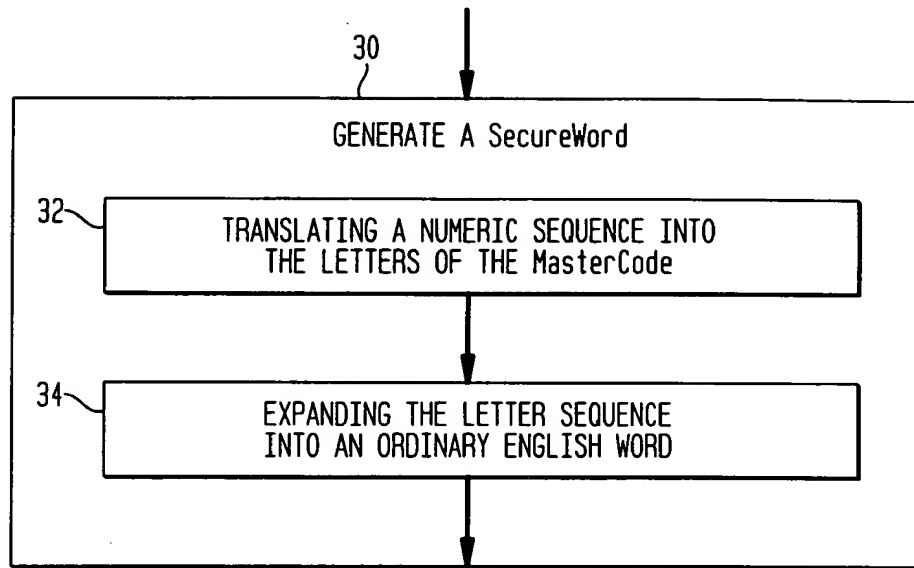 30
GENERATE A SecureWord
32
TRANSLATING A NUMERIC SEQUENCE INTO
THE LETTERS OF THE MasterCode
34
EXPANDING THE LETTER SEQUENCE
INTO AN ORDINARY ENGLISH WORD